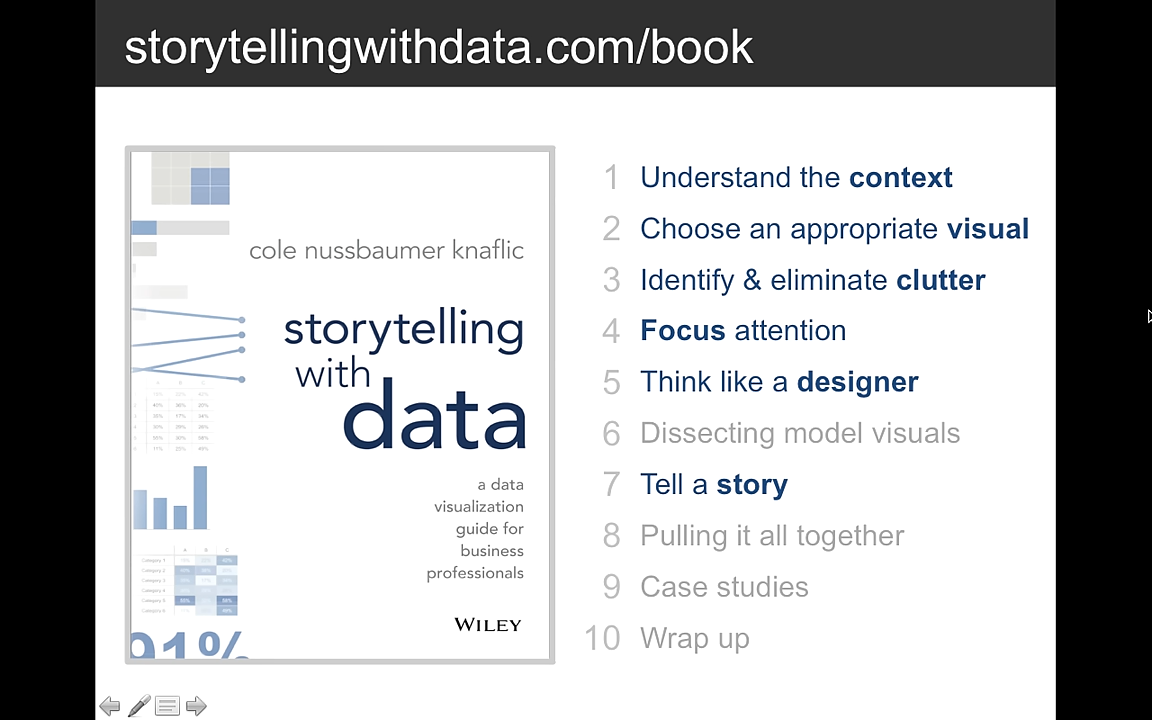 storytellingwithdata.com/book
cole nussbaumer knaflic
storytelling
with
data
a data
visualization
guide for
business
professionals
WILEY
91%
1 Understand the context
2 Choose an appropriate visual
3 Identify & eliminate clutter
4 Focus attention
5 Think like a designer
6 Dissecting model visuals
7 Tell a story
8 Pulling it all together
9 Case studies
10 Wrap up